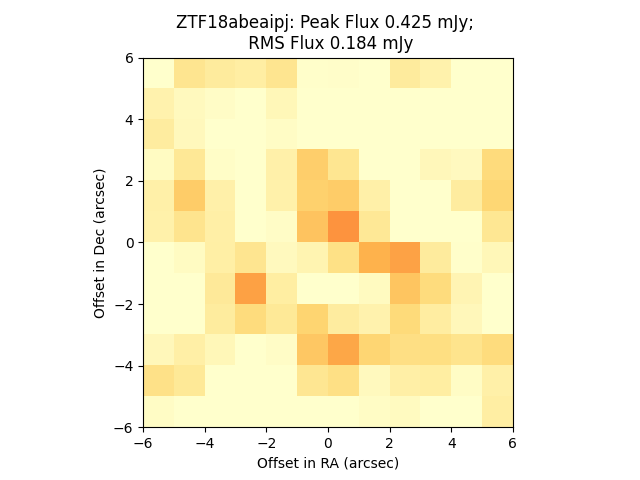 ZTF18abeaipj: Peak Flux 0.425 mJy;
RMS Flux 0.184 mJy
6
4
2
0
−2
−4
−6
Offset in Dec (arcsec)
−6 −4 −2 0 2 4 6
Offset in RA (arcsec)